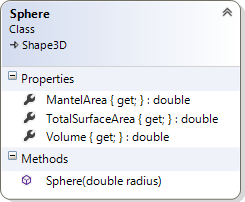 Sphere
Class
Shape3D
Properties
MantelArea { get; } : double
TotalSurfaceArea { get; } : double
Volume { get; } : double
Methods
Sphere(double radius)